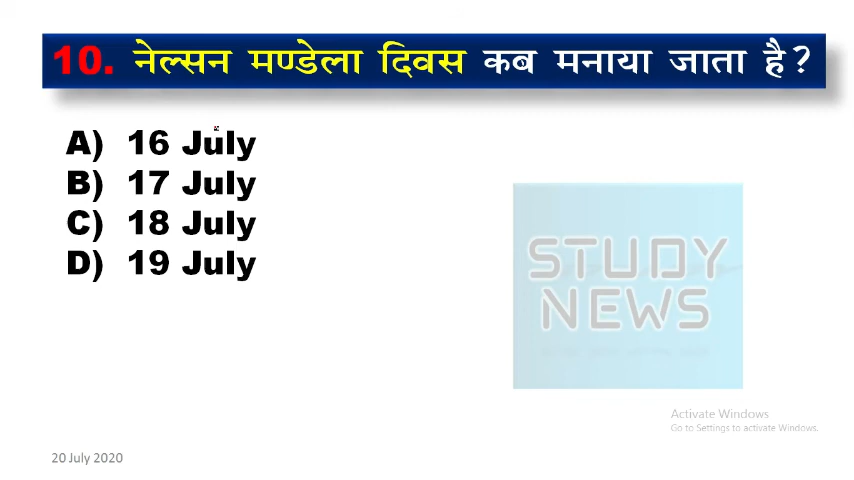 10. नेल्सन मण्डेला दिवस कब मनाया जाता है?
A) 16 July
B) 17 July
C) 18 July
D) 19 July
STUDY
NEWS
Activate Windows
Go to Settings to activate Windows.
20 July 2020